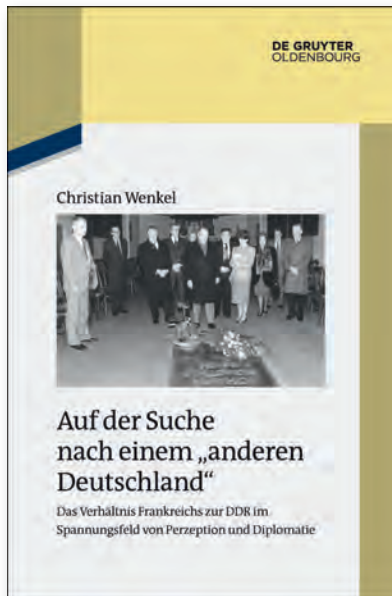 DE GRUYTER
OLDENBOURG
Christian Wenkel
Auf der Suche
nach einem „anderen
Deutschland“
Das Verhältnis Frankreichs zur DDR im
Spannungsfeld von Perzeption und Diplomatie